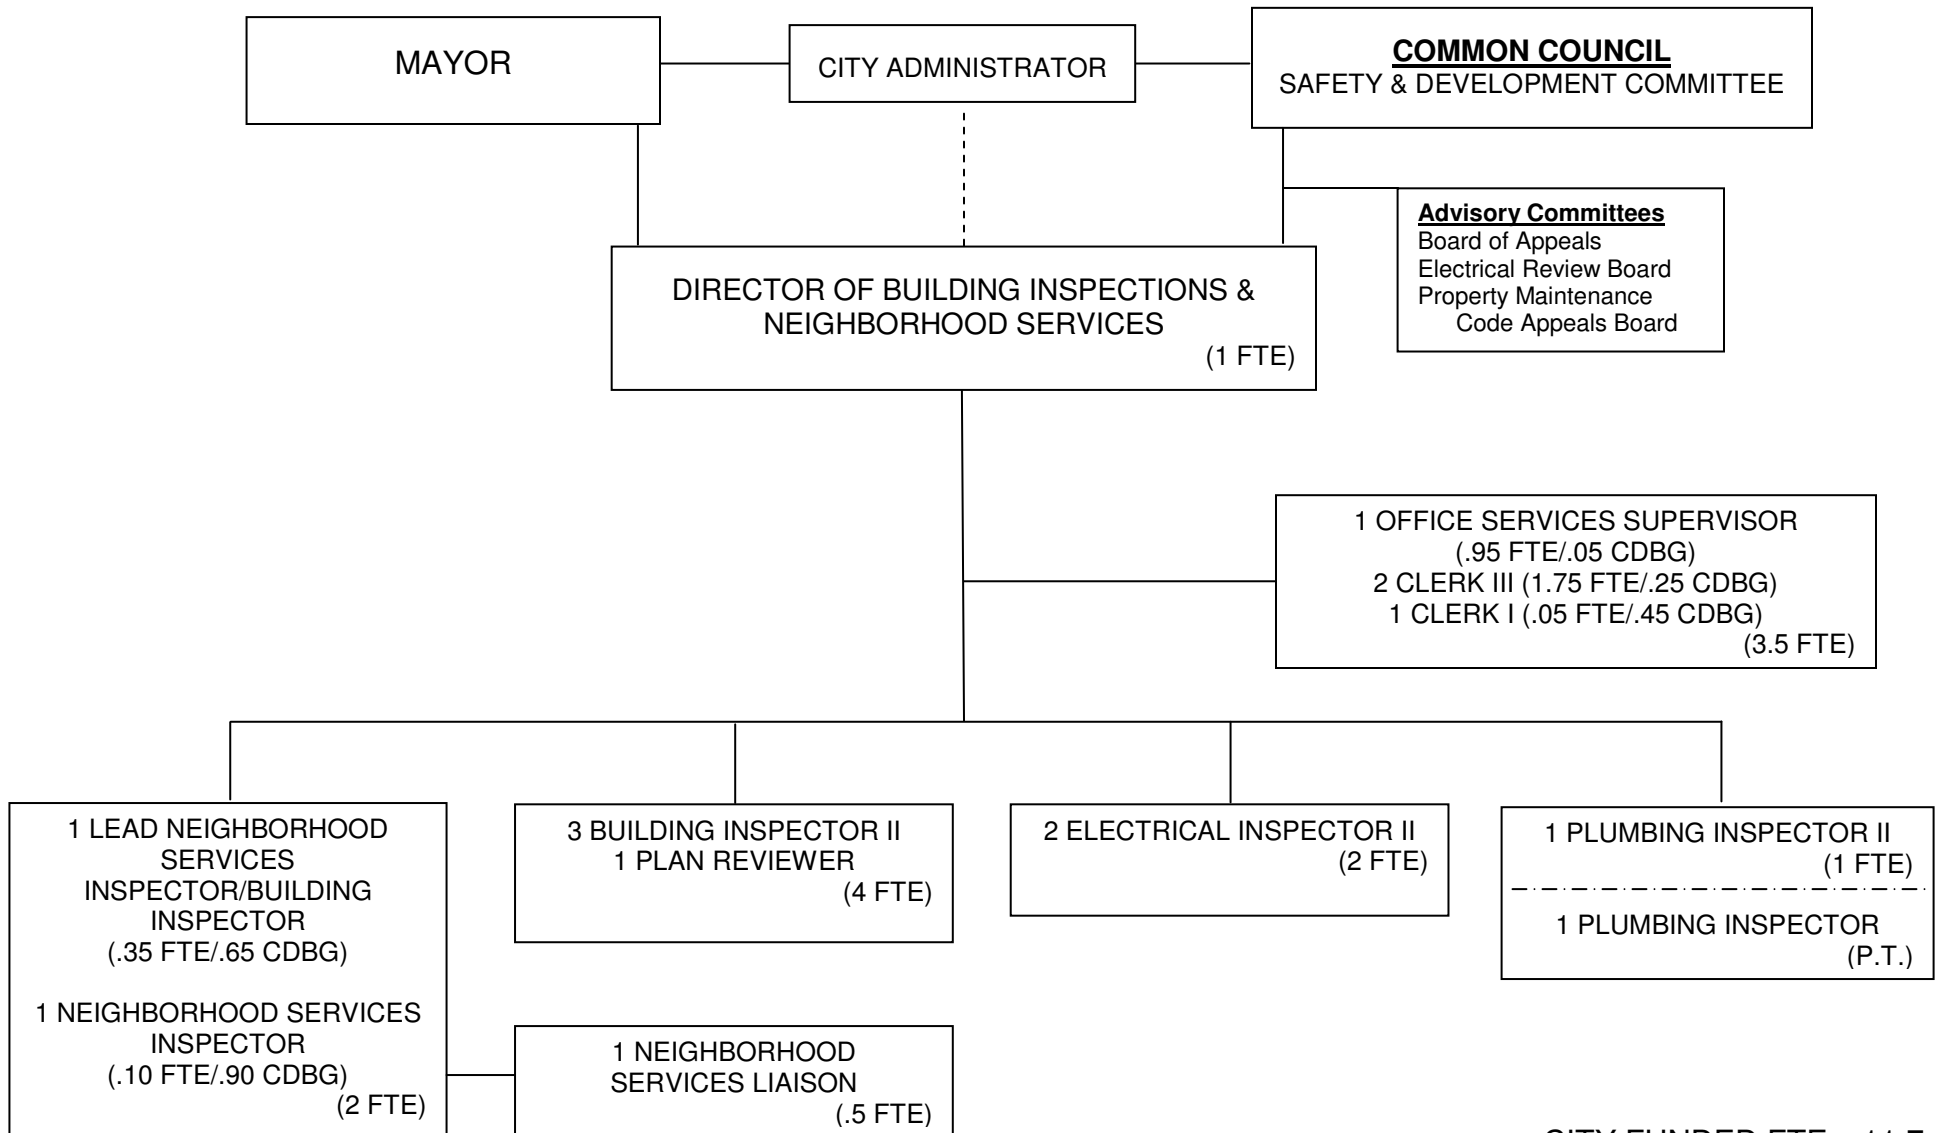 MAYOR
CITY ADMINISTRATOR
COMMON COUNCIL
SAFETY & DEVELOPMENT COMMITTEE
Advisory Committees
Board of Appeals
Electrical Review Board
Property Maintenance
Code Appeals Board
DIRECTOR OF BUILDING INSPECTIONS &
NEIGHBORHOOD SERVICES
(1 FTE)
1 OFFICE SERVICES SUPERVISOR
(.95 FTE/.05 CDBG)
2 CLERK III (1.75 FTE/.25 CDBG)
1 CLERK I (.05 FTE/.45 CDBG)
(3.5 FTE)
1 LEAD NEIGHBORHOOD
SERVICES
INSPECTOR/BUILDING
INSPECTOR
(.35 FTE/.65 CDBG)
1 NEIGHBORHOOD SERVICES
INSPECTOR
(.10 FTE/.90 CDBG)
(2 FTE)
3 BUILDING INSPECTOR II
1 PLAN REVIEWER
(4 FTE)
2 ELECTRICAL INSPECTOR II
(2 FTE)
1 PLUMBING INSPECTOR II
(1 FTE)
1 PLUMBING INSPECTOR
(P.T.)
1 NEIGHBORHOOD
SERVICES LIAISON
(.5 FTE)
CITY FUNDED FTE